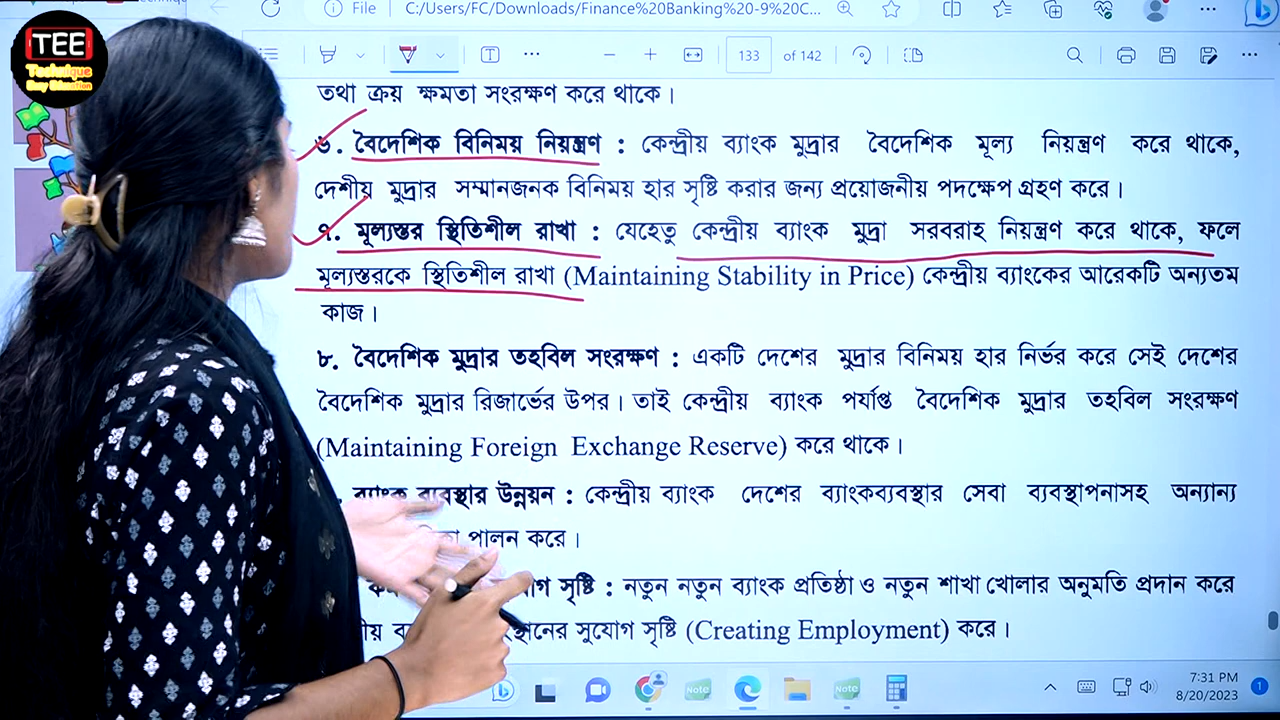 TEE
Technique
Easy Education
File
C:/Users/FC/Downloads/Finance%20Banking%20-9%20C...
133 of 142
তথা ক্রয় ক্ষমতা সংরক্ষণ করে থাকে।
৬. বৈদেশিক বিনিময় নিয়ন্ত্রণ : কেন্দ্রীয় ব্যাংক মুদ্রার বৈদেশিক মূল্য নিয়ন্ত্রণ করে থাকে,
দেশীয় মুদ্রার সম্মানজনক বিনিময় হার সৃষ্টি করার জন্য প্রয়োজনীয় পদক্ষেপ গ্রহণ করে।
৭. মূল্যস্তর স্থিতিশীল রাখা : যেহেতু কেন্দ্রীয় ব্যাংক মুদ্রা সরবরাহ নিয়ন্ত্রণ করে থাকে, ফলে
মূল্যস্তরকে স্থিতিশীল রাখা (Maintaining Stability in Price) কেন্দ্রীয় ব্যাংকের আরেকটি অন্যতম
কাজ।
৮. বৈদেশিক মুদ্রার তহবিল সংরক্ষণ : একটি দেশের মুদ্রার বিনিময় হার নির্ভর করে সেই দেশের
বৈদেশিক মুদ্রার রিজার্ভের উপর। তাই কেন্দ্রীয় ব্যাংক পর্যাপ্ত বৈদেশিক মুদ্রার তহবিল সংরক্ষণ
(Maintaining Foreign Exchange Reserve) করে থাকে।
ব্যাংক ব্যবস্থার উন্নয়ন : কেন্দ্রীয় ব্যাংক দেশের ব্যাংকব্যবস্থার সেবা ব্যবস্থাপনাসহ অন্যান্য
পালন করে।
সৃষ্টি : নতুন নতুন ব্যাংক প্রতিষ্ঠা ও নতুন শাখা খোলার অনুমতি প্রদান করে
সুযোগ সৃষ্টি (Creating Employment) করে।
Note
Note
7:31 PM
8/20/2023
1